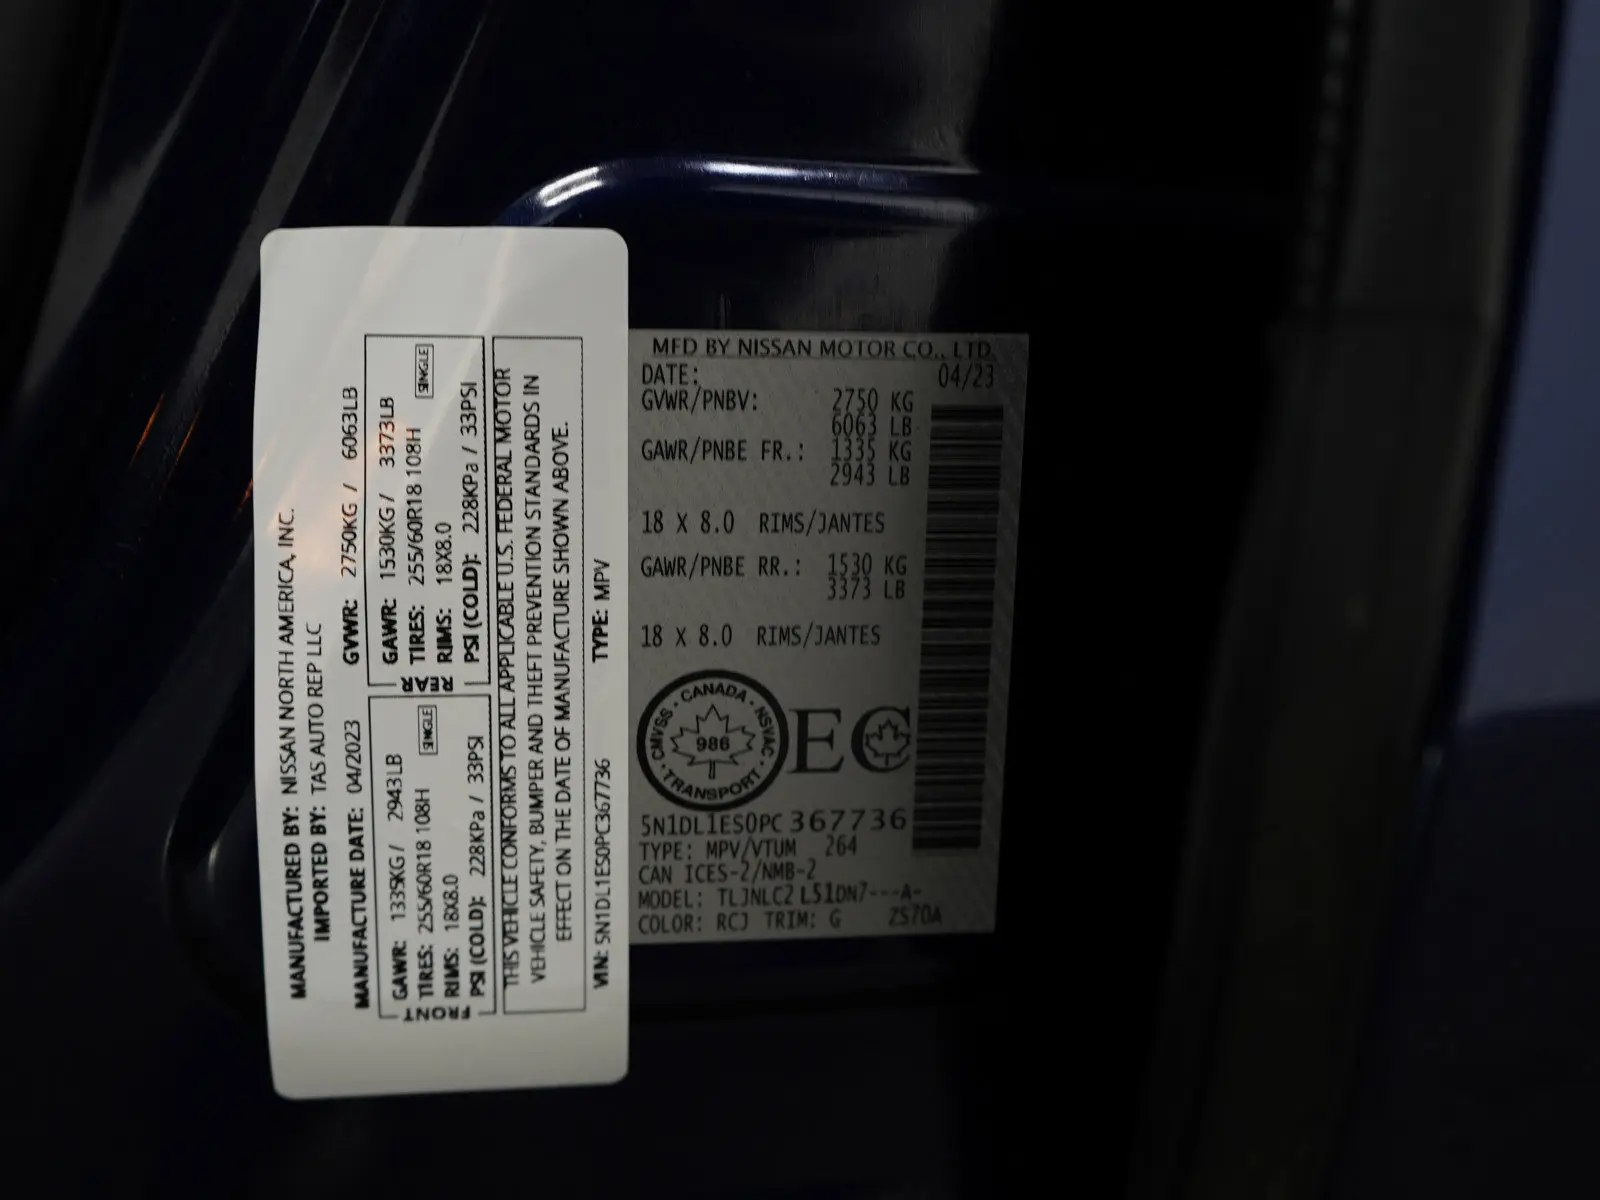 MANUFACTURED BY: NISSAN NORTH AMERICA, INC.
IMPORTED BY: TAS AUTO REP LLC
MANUFACTURE DATE: 04/2023 GVWR: 2750KG / 6063LB
FRONT
GAWR: 1335KG / 2943LB
TIRES: 255/60R18 108H SINGLE
RIMS: 18X8.0
PSI (COLD): 228KPa / 33PSI
REAR
GAWR: 1530KG / 3373LB
TIRES: 255/60R18 108H SINGLE
RIMS: 18X8.0
PSI (COLD): 228KPa / 33PSI
THIS VEHICLE CONFORMS TO ALL APPLICABLE U.S. FEDERAL MOTOR
VEHICLE SAFETY, BUMPER AND THEFT PREVENTION STANDARDS IN
EFFECT ON THE DATE OF MANUFACTURE SHOWN ABOVE.
VIN: 5N1DL1ES0PC367736 TYPE: MPV
MFD BY NISSAN MOTOR CO., LTD.
DATE: 04/23
GVWR/PNBV: 2750 KG
6063 LB
GAWR/PNBE FR.: 1335 KG
2943 LB
18 X 8.0 RIMS/JANTES
GAWR/PNBE RR.: 1530 KG
3373 LB
18 X 8.0 RIMS/JANTES
CANADA · NSVAC · TRANSPORT · CMVSS ·
986
EC
5N1DL1ES0PC367736
TYPE: MPV/VTUM 264
CAN ICES-2/NMB-2
MODEL: TLJNLC2 L51DN7---A-
COLOR: RCJ TRIM: G ZS70A